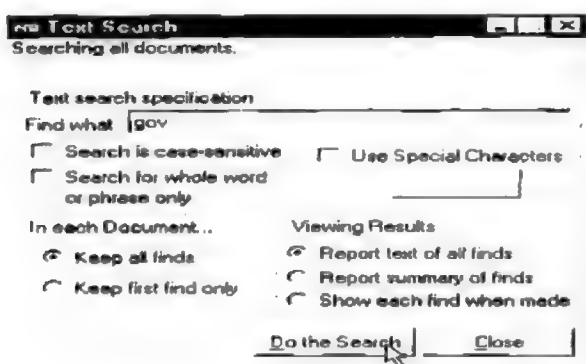 Text Search
Searching all documents.
Text search specification
Find what gov
Search is case-sensitive
Use Special Characters
Search for whole word
or phrase only
In each Document...
Keep all finds
Keep first find only
Viewing Results
Report text of all finds
Report summary of finds
Show each find when made
Do the Search
Close